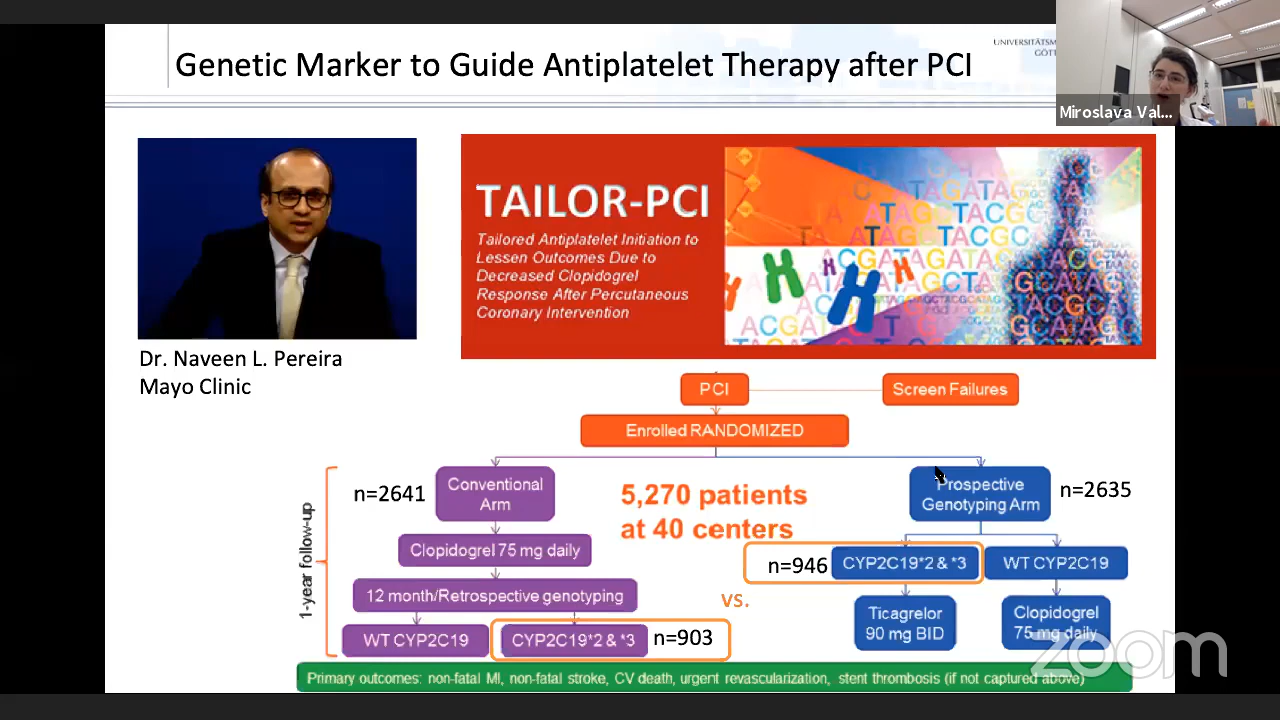 Genetic Marker to Guide Antiplatelet Therapy after PCI
Miroslava Val...
TAILOR-PCI
Tailored Antiplatelet Initiation to
Lessen Outcomes Due to
Decreased Clopidogrel
Response After Percutaneous
Coronary Intervention
Dr. Naveen L. Pereira
Mayo Clinic
PCI
Screen Failures
Enrolled RANDOMIZED
n=2641
Conventional
Arm
5,270 patients
at 40 centers
Prospective
Genotyping Arm
n=2635
1-year follow-up
Clopidogrel 75 mg daily
n=946
CYP2C19*2 & *3
WT CYP2C19
12 month/Retrospective genotyping
vs.
Ticagrelor
90 mg BID
Clopidogrel
75 mg daily
WT CYP2C19
CYP2C19*2 & *3
n=903
zoom
Primary outcomes: non-fatal MI, non-fatal stroke, CV death, urgent revascularization, stent thrombosis (if not captured above)